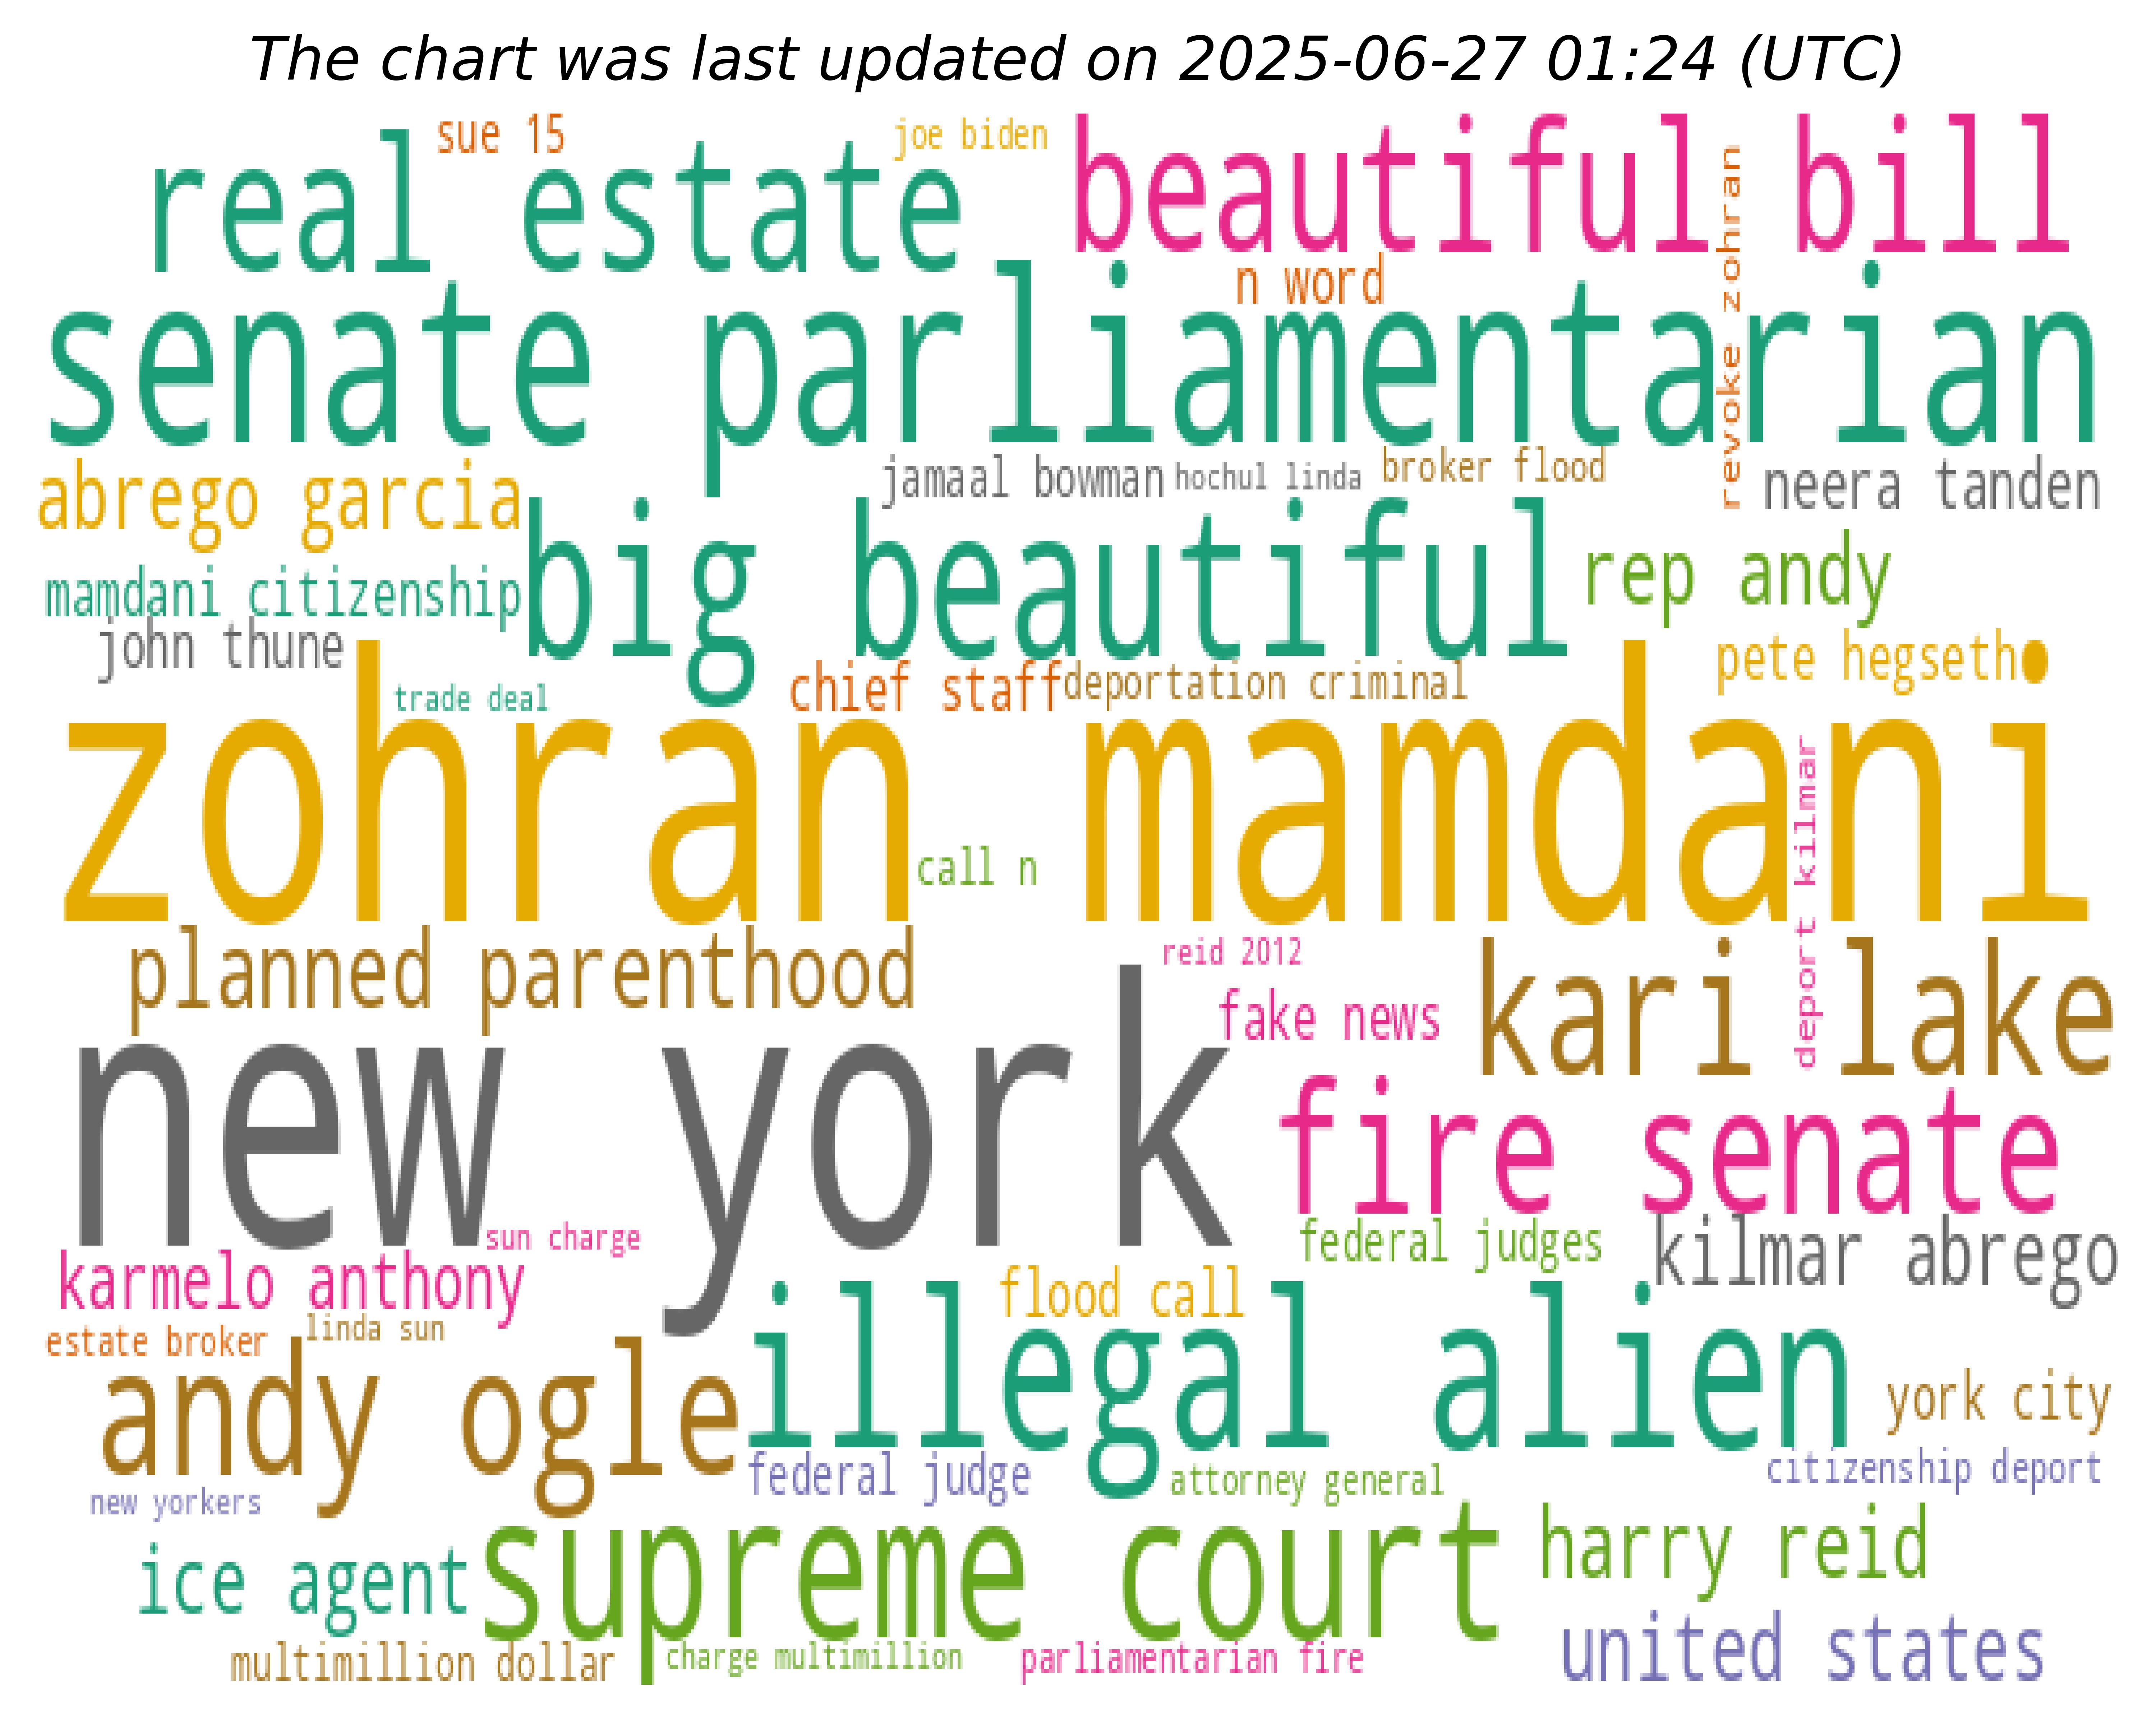 The chart was last updated on 2025-06-27 01:24 (UTC)
sue 15
joe biden
real estate
beautiful bill
revoke zohran
n word
senate parliamentarian
abrego garcia
jamaal bowman
hochul linda
broker flood
neera tanden
big beautiful
rep andy
mamdani citizenship
john thune
pete hegseth
trade deal
chief staff
deportation criminal
zohran mamdani
deport kilmar
call n
planned parenthood
reid 2012
kari lake
fake news
new york
fire senate
sun charge
federal judges
kilmar abrego
karmelo anthony
flood call
estate broker
linda sun
andy ogle
illegal alien
york city
federal judge
attorney general
citizenship deport
new yorkers
ice agent
supreme court
harry reid
multimillion dollar
charge multimillion
parliamentarian fire
united states